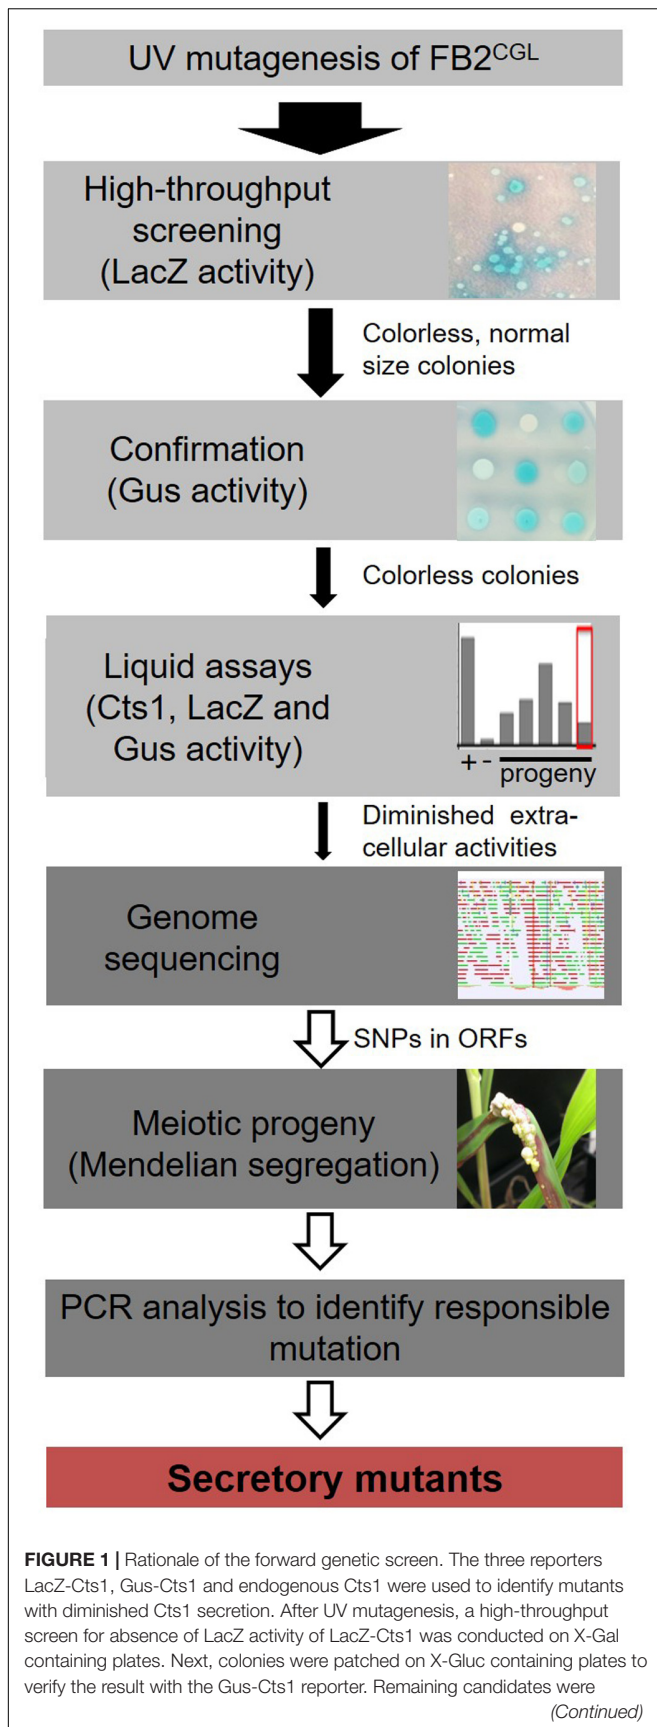 UV mutagenesis of FB2CGL
High-throughput
screening
(LacZ activity)
Colorless, normal
size colonies
Confirmation
(Gus activity)
Colorless colonies
Liquid assays
(Cts1, LacZ and
Gus activity)
+ -
progeny
Diminished extra-
cellular activities
Genome
sequencing
SNPs in ORFs
Meiotic progeny
(Mendelian segregation)
PCR analysis to identify responsible
mutation
Secretory mutants
FIGURE 1 | Rationale of the forward genetic screen. The three reporters
LacZ-Cts1, Gus-Cts1 and endogenous Cts1 were used to identify mutants
with diminished Cts1 secretion. After UV mutagenesis, a high-throughput
screen for absence of LacZ activity of LacZ-Cts1 was conducted on X-Gal
containing plates. Next, colonies were patched on X-Gluc containing plates to
verify the result with the Gus-Cts1 reporter. Remaining candidates were
(Continued)